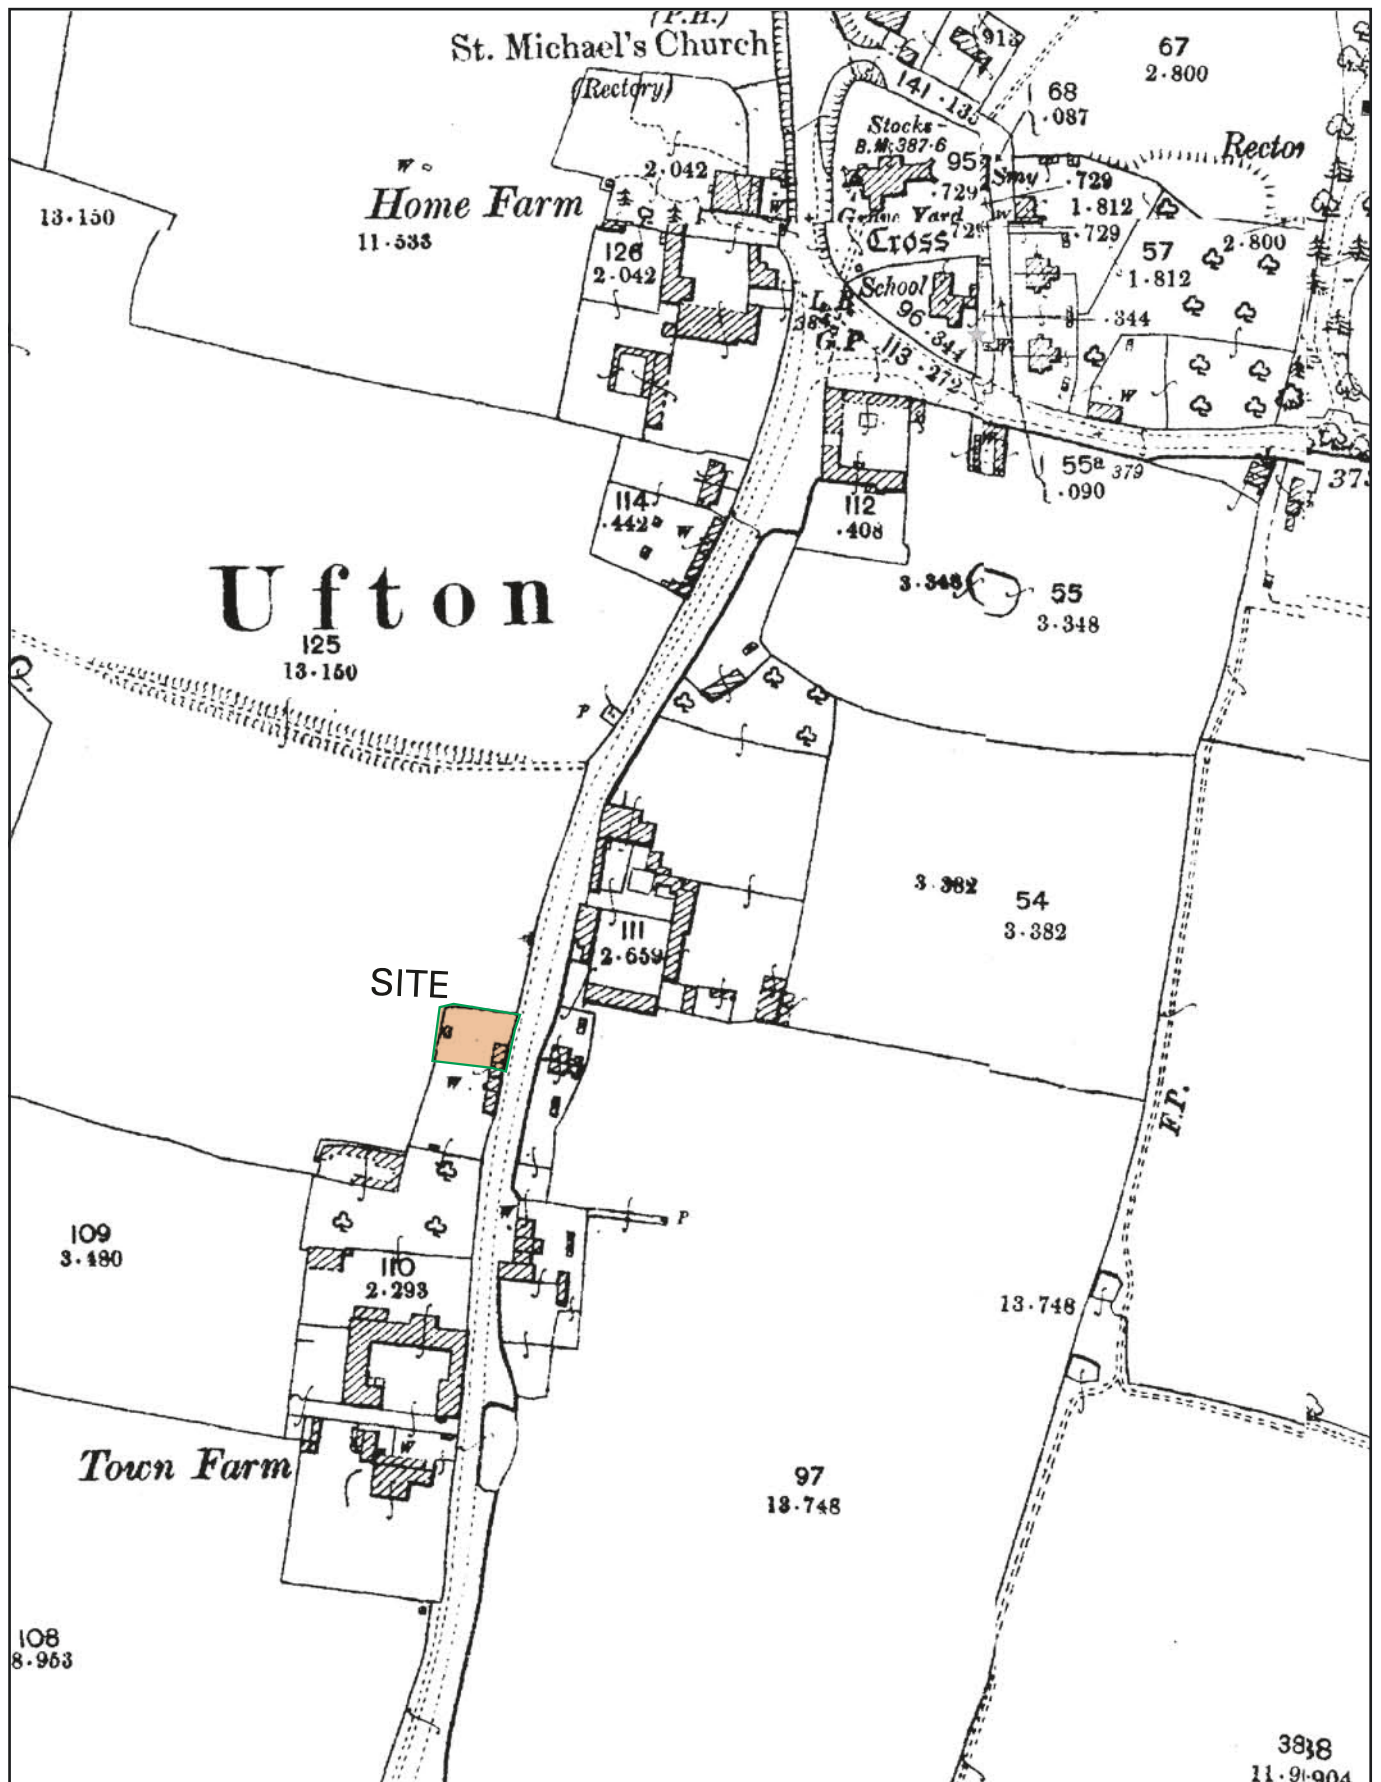 (P.H.)
St. Michael's Church
(Rectory)
913
67
2.800
141
68
.087
Stocks
B.M. 387.6
95
.729
Smy
.729
1.812
Rector
W
Home Farm
2.042
13.150
11.533
W
Grave Yard
Cross
W
.729
57
1.812
2.800
126
2.042
School
L.B.
G.P
96
.344
W
.344
113
.272
W
W
55a
379
.090
373
114
.442
W
112
.408
Ufton
3.348
55
3.348
125
13.150
P
3.382
54
3.382
111
2.659
SITE
W
F.P.
W
P
109
3.480
110
2.293
13.748
W
Town Farm
97
13.748
108
8.953